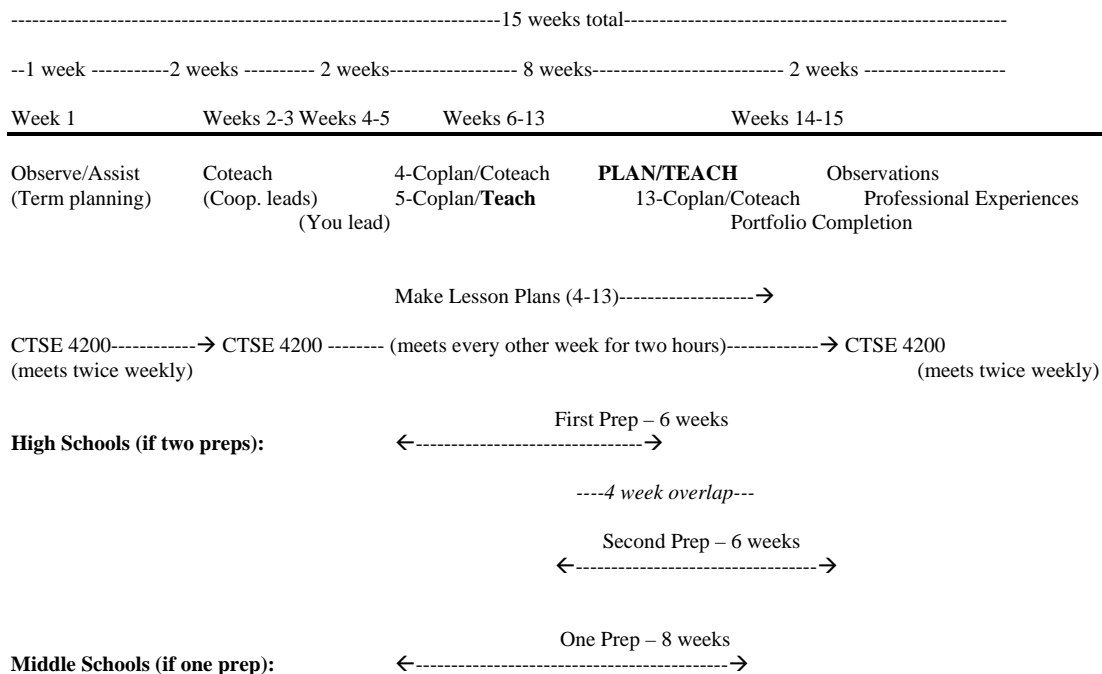 --------------------------------------------------------------------15 weeks total-----------------------------------------------------
--1 week -----------2 weeks ---------- 2 weeks------------------ 8 weeks--------------------------- 2 weeks --------------------
Week 1 Weeks 2-3 Weeks 4-5 Weeks 6-13 Weeks 14-15
Observe/Assist Coteach 4-Coplan/Coteach PLAN/TEACH Observations
(Term planning) (Coop. leads) 5-Coplan/Teach 13-Coplan/Coteach Professional Experiences
(You lead) Portfolio Completion
Make Lesson Plans (4-13)-------------------→
CTSE 4200------------→ CTSE 4200 -------- (meets every other week for two hours)-------------→ CTSE 4200
(meets twice weekly) (meets twice weekly)
First Prep – 6 weeks
High Schools (if two preps): ←--------------------------------→
----4 week overlap---
Second Prep – 6 weeks
←----------------------------------→
One Prep – 8 weeks
Middle Schools (if one prep): ←--------------------------------------------→